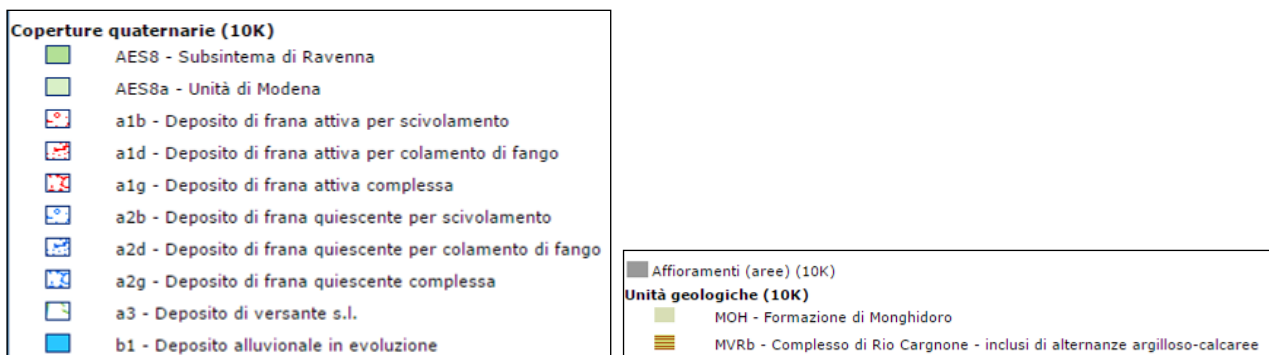 Coperture quaternarie (10K)
AES8 - Subsintema di Ravenna
AES8a - Unità di Modena
a1b - Deposito di frana attiva per scivolamento
a1d - Deposito di frana attiva per colamento di fango
a1g - Deposito di frana attiva complessa
a2b - Deposito di frana quiescente per scivolamento
a2d - Deposito di frana quiescente per colamento di fango
a2g - Deposito di frana quiescente complessa
a3 - Deposito di versante s.l.
b1 - Deposito alluvionale in evoluzione
Affioramenti (aree) (10K)
Unità geologiche (10K)
MOH - Formazione di Monghidoro
MVRb - Complesso di Rio Cargnone - inclusi di alternanze argilloso-calcaree